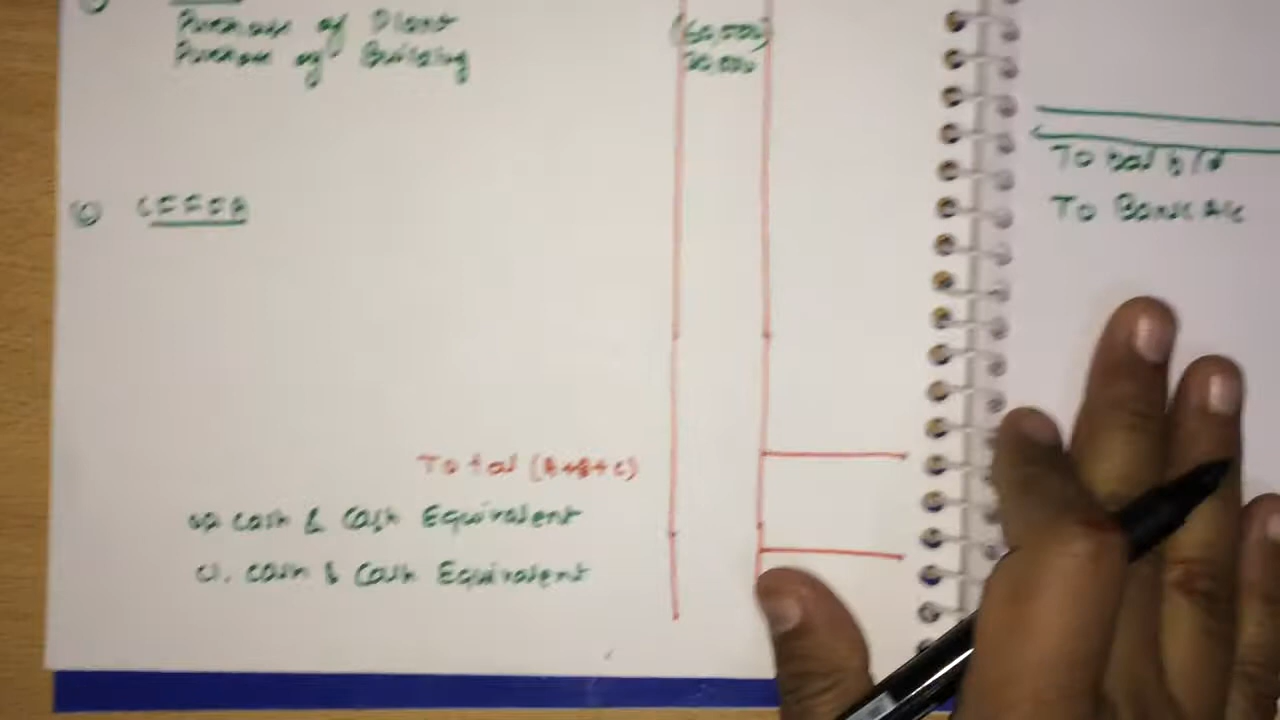 Purchase of Plant
Purchase of Building
(c) CFFFA
Total (A+B+C)
op. cash & Cash Equivalent
cl. cash & Cash Equivalent
To bal b/d
To Bank A/c